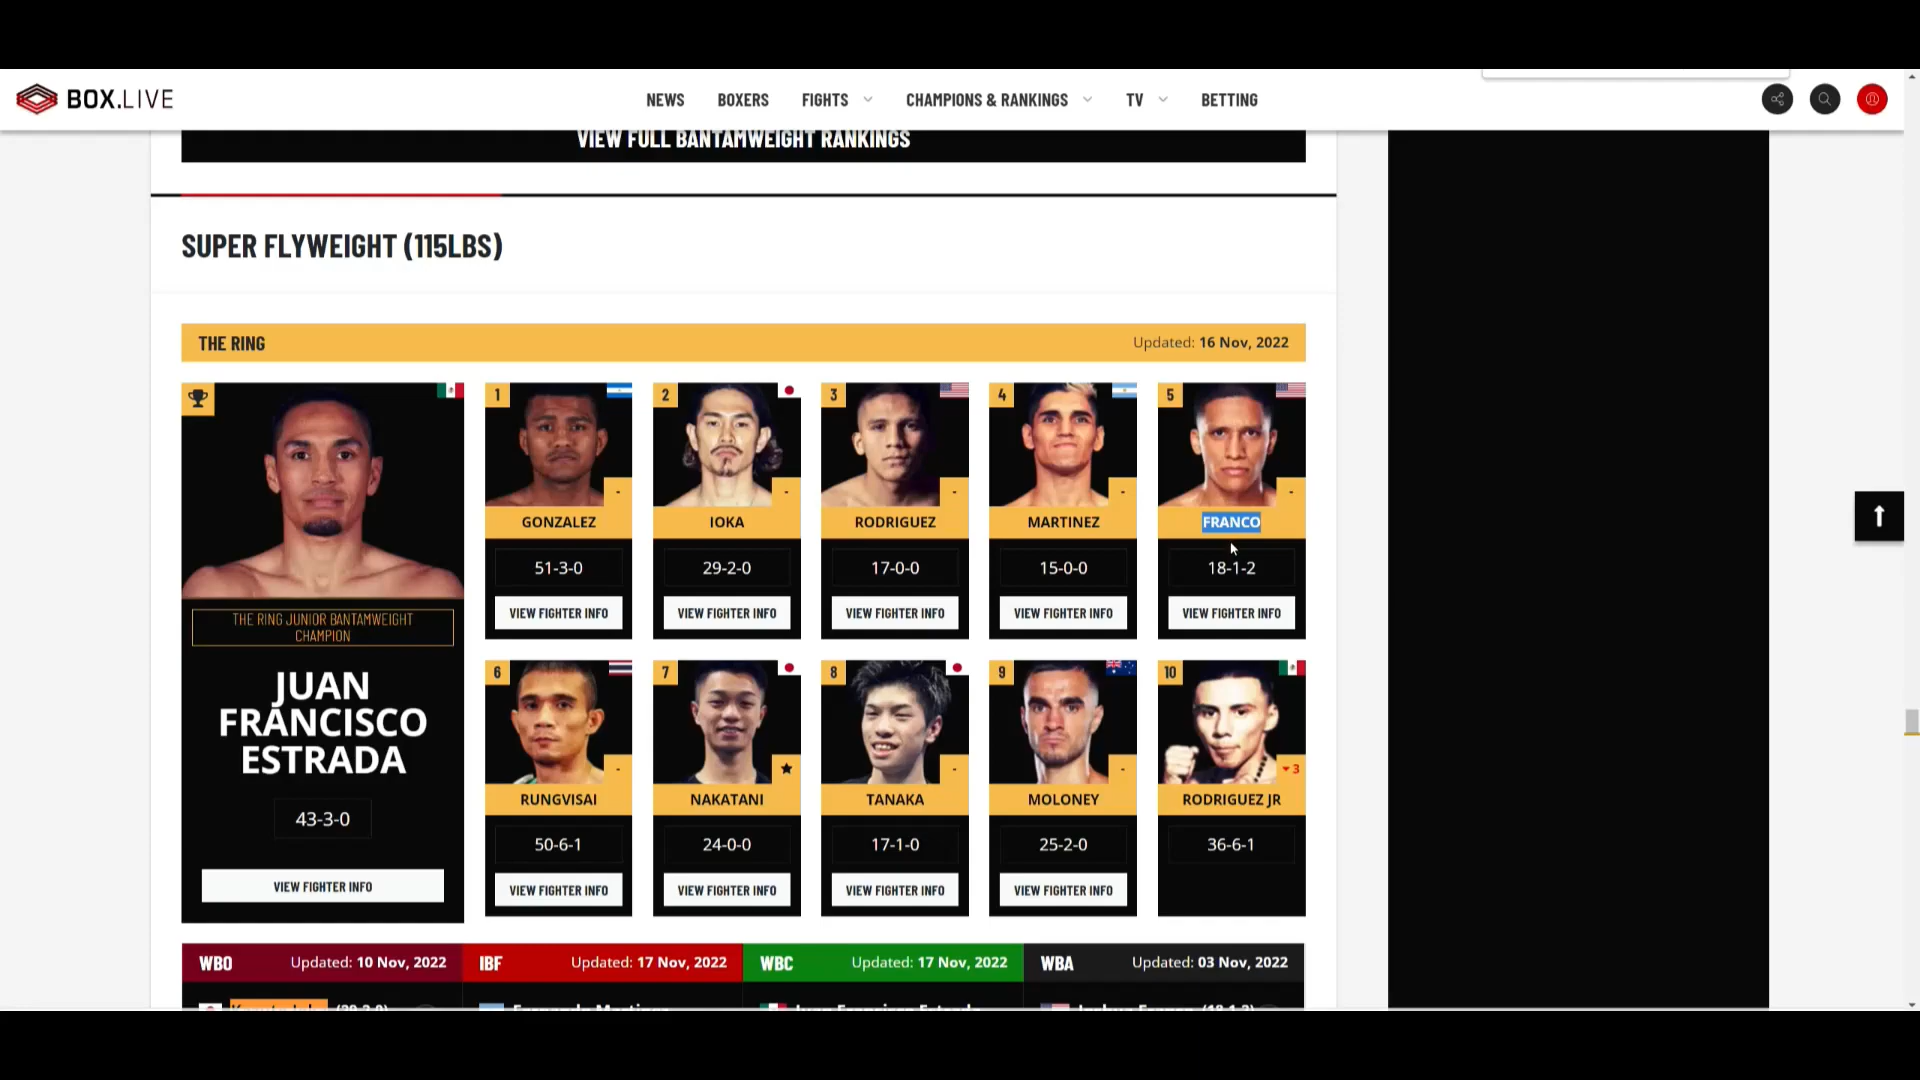 BOX.LIVE
NEWS BOXERS FIGHTS CHAMPIONS & RANKINGS TV BETTING
VIEW FULL BANTAMWEIGHT RANKINGS
SUPER FLYWEIGHT (115LBS)
THE RING Updated: 16 Nov, 2022
1 2 3 4 5
- - - - -
GONZALEZ IOKA RODRIGUEZ MARTINEZ FRANCO
51-3-0 29-2-0 17-0-0 15-0-0 18-1-2
VIEW FIGHTER INFO VIEW FIGHTER INFO VIEW FIGHTER INFO VIEW FIGHTER INFO VIEW FIGHTER INFO
THE RING JUNIOR BANTAMWEIGHT
CHAMPION
JUAN
FRANCISCO
ESTRADA
43-3-0
VIEW FIGHTER INFO
6 7 8 9 10
- - - 3
RUNGVISAI NAKATANI TANAKA MOLONEY RODRIGUEZ JR
50-6-1 24-0-0 17-1-0 25-2-0 36-6-1
VIEW FIGHTER INFO VIEW FIGHTER INFO VIEW FIGHTER INFO VIEW FIGHTER INFO
WBO Updated: 10 Nov, 2022 IBF Updated: 17 Nov, 2022 WBC Updated: 17 Nov, 2022 WBA Updated: 03 Nov, 2022